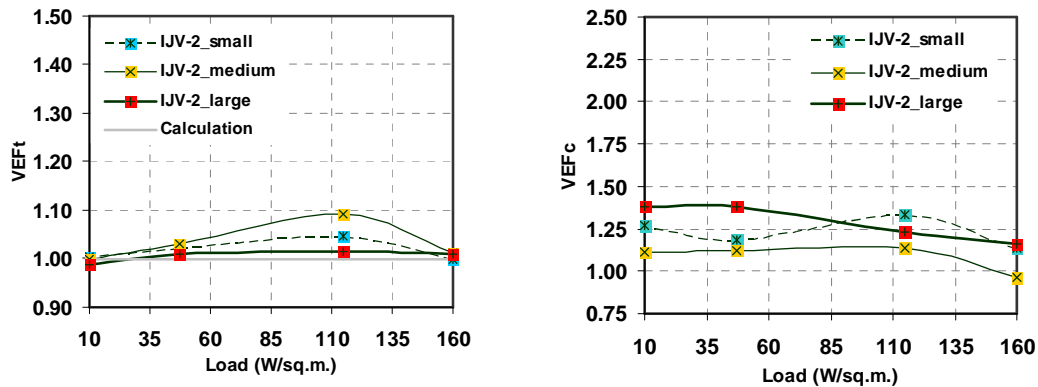 1.50
1.40
1.30
1.20
1.10
1.00
0.90
VEFt
IJV-2_small
IJV-2_medium
IJV-2_large
Calculation
10 35 60 85 110 135 160
Load (W/sq.m.)
2.50
2.25
2.00
1.75
1.50
1.25
1.00
0.75
VEFc
IJV-2_small
IJV-2_medium
IJV-2_large
10 35 60 85 110 135 160
Load (W/sq.m.)